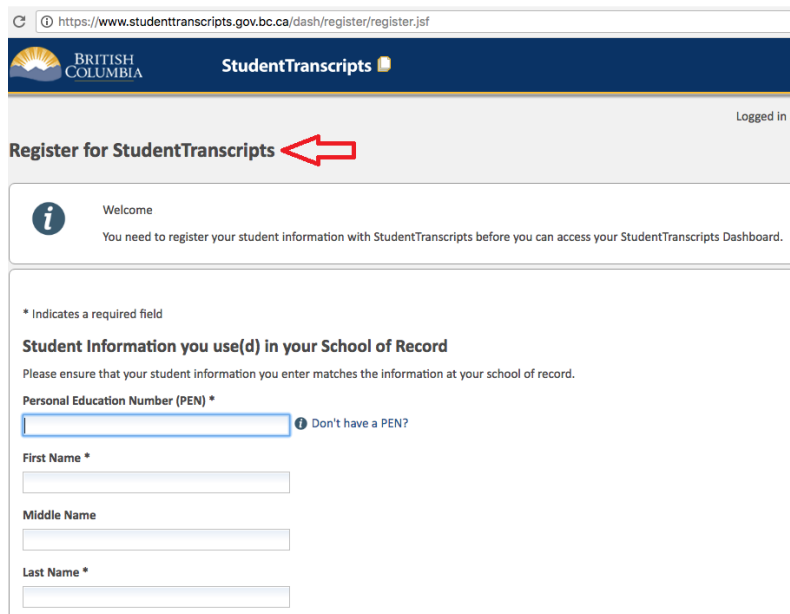 https://www.studenttranscripts.gov.bc.ca/dash/register/register.jsf
BRITISH
COLUMBIA
StudentTranscripts
Logged in
Register for StudentTranscripts
Welcome
You need to register your student information with StudentTranscripts before you can access your StudentTranscripts Dashboard.
* Indicates a required field
Student Information you use(d) in your School of Record
Please ensure that your student information you enter matches the information at your school of record.
Personal Education Number (PEN) *
Don't have a PEN?
First Name *
Middle Name
Last Name *